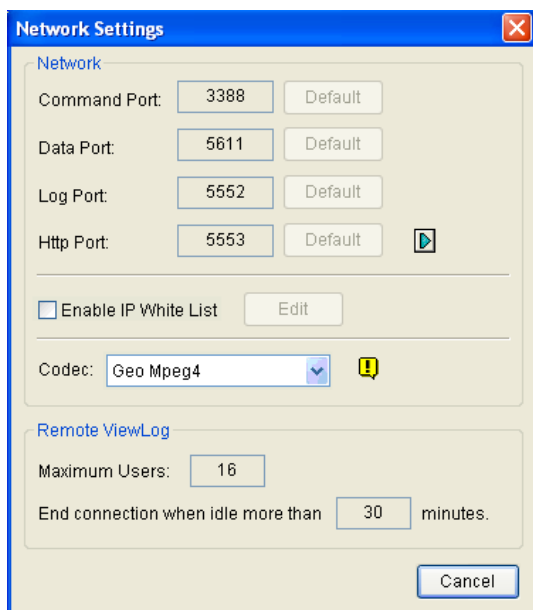 Network Settings
Network
Command Port: 3388 Default
Data Port: 5611 Default
Log Port: 5552 Default
Http Port: 5553 Default
Enable IP White List Edit
Codec: Geo Mpeg4
Remote ViewLog
Maximum Users: 16
End connection when idle more than 30 minutes.
Cancel